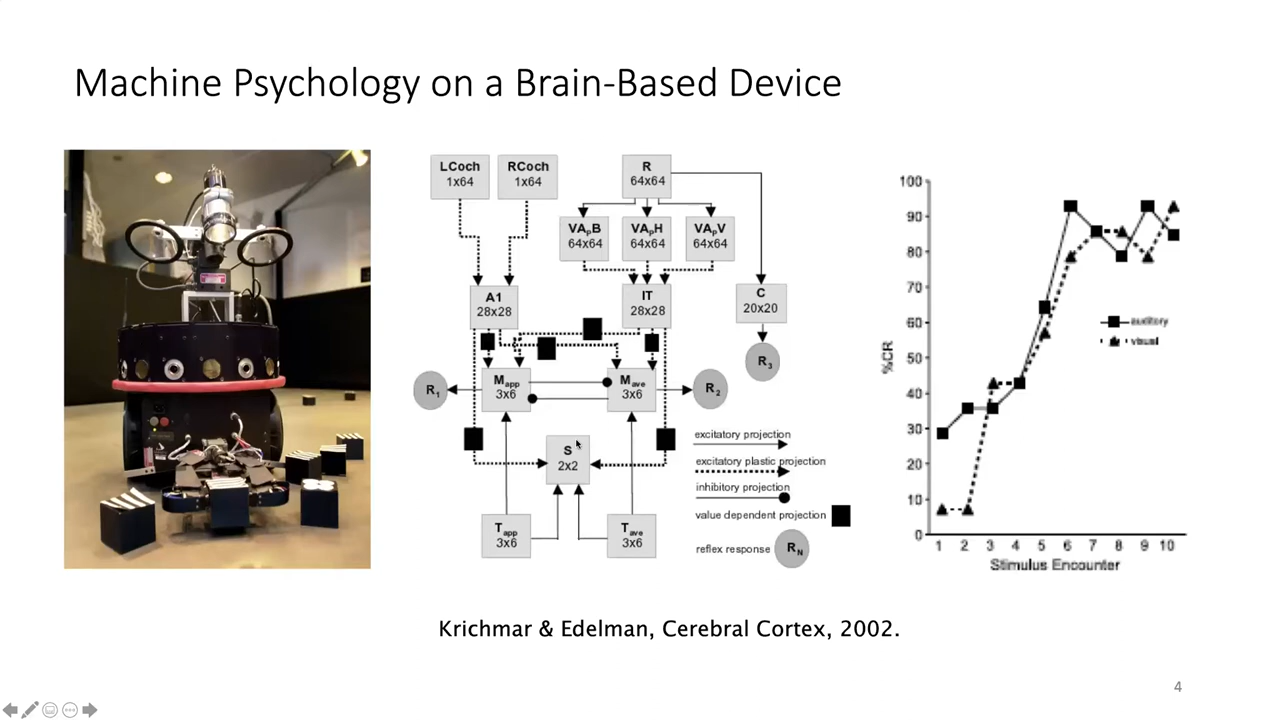 Machine Psychology on a Brain-Based Device
LCoch
1x64
RCoch
1x64
R
64x64
VApB
64x64
VApH
64x64
VApV
64x64
A1
28x28
IT
28x28
C
20x20
R3
R1
Mapp
3x6
Mave
3x6
R2
S
2x2
Tapp
3x6
Tave
3x6
excitatory projection
excitatory plastic projection
inhibitory projection
value dependent projection
reflex response
RN
100
90
80
70
60
50
40
30
20
10
0
%CR
auditory
visual
1 2 3 4 5 6 7 8 9 10
Stimulus Encounter
Krichmar & Edelman, Cerebral Cortex, 2002.
4